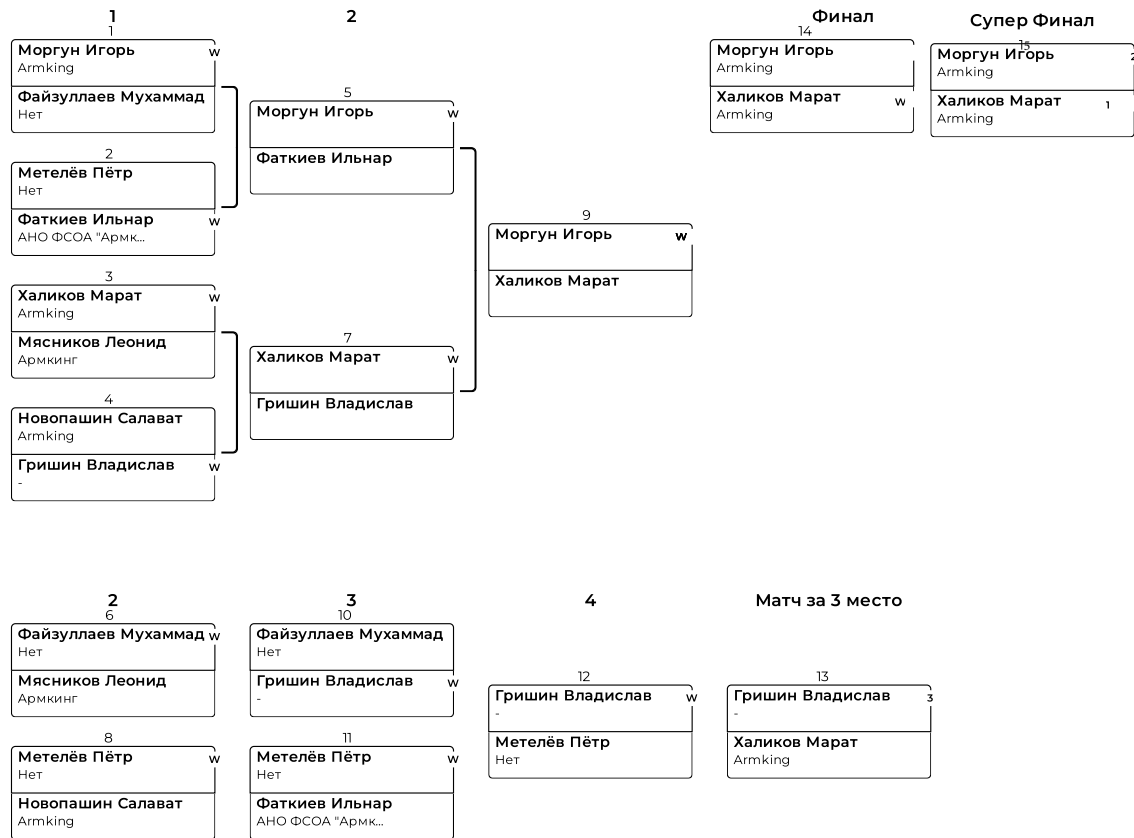 1
2
Финал
Супер Финал
1
Моргун Игорь
W
Armking
Файзуллаев Мухаммад
Нет
2
Метелёв Пётр
Нет
Фаткиев Ильнар
W
АНО ФСОА "Армк...
3
Халиков Марат
W
Armking
Мясников Леонид
Армкинг
4
Новопашин Салават
Armking
Гришин Владислав
W
-
5
Моргун Игорь
W
Фаткиев Ильнар
7
Халиков Марат
W
Гришин Владислав
9
Моргун Игорь
W
Халиков Марат
14
Моргун Игорь
Armking
Халиков Марат
W
Armking
15
Моргун Игорь
2
Armking
Халиков Марат
1
Armking
2
3
4
Матч за 3 место
6
Файзуллаев Мухаммад
W
Нет
Мясников Леонид
Армкинг
8
Метелёв Пётр
W
Нет
Новопашин Салават
Armking
10
Файзуллаев Мухаммад
Нет
Гришин Владислав
W
-
11
Метелёв Пётр
W
Нет
Фаткиев Ильнар
АНО ФСОА "Армк...
12
Гришин Владислав
W
-
Метелёв Пётр
Нет
13
Гришин Владислав
3
-
Халиков Марат
Armking